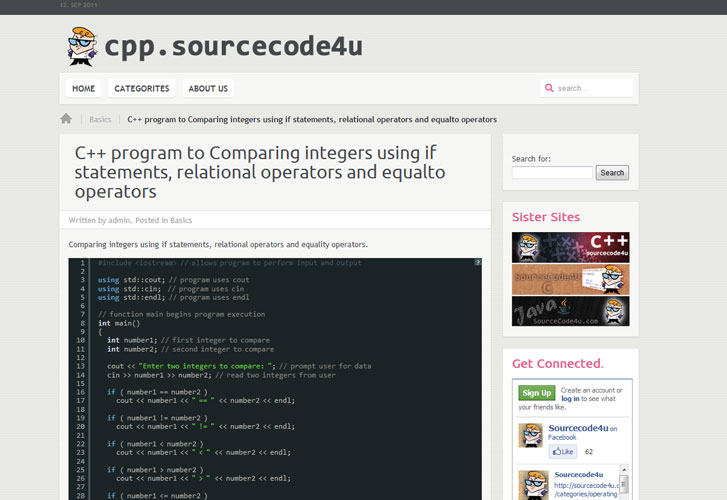 12. SEP 2011
cpp.sourcecode4u
HOME CATEGORITES ABOUT US
search...
Basics C++ program to Comparing integers using if statements, relational operators and equalto operators
C++ program to Comparing integers using if
statements, relational operators and equalto
operators
Written by admin. Posted in Basics
Comparing integers using if statements, relational operators and equality operators.
1 #include <iostream> // allows program to perform input and output
2
3 using std::cout; // program uses cout
4 using std::cin; // program uses cin
5 using std::endl; // program uses endl
6
7 // function main begins program execution
8 int main()
9 {
10 int number1; // first integer to compare
11 int number2; // second integer to compare
12
13 cout << "Enter two integers to compare: "; // prompt user for data
14 cin >> number1 >> number2; // read two integers from user
15
16 if ( number1 == number2 )
17 cout << number1 << " == " << number2 << endl;
18
19 if ( number1 != number2 )
20 cout << number1 << " != " << number2 << endl;
21
22 if ( number1 < number2 )
23 cout << number1 << " < " << number2 << endl;
24
25 if ( number1 > number2 )
26 cout << number1 << " > " << number2 << endl;
27
28 if ( number1 <= number2 )
?
Search for:
Search
Sister Sites
C++
sourcecode4u
Sourcecode4u
C
Java
SourceCode4u.com
Get Connected.
Sign Up Create an account or
log in to see what
your friends like.
Sourcecode4u on
Facebook
Like 62
Sourcecode4u
http://sourcecode4u.c
/categories/operating